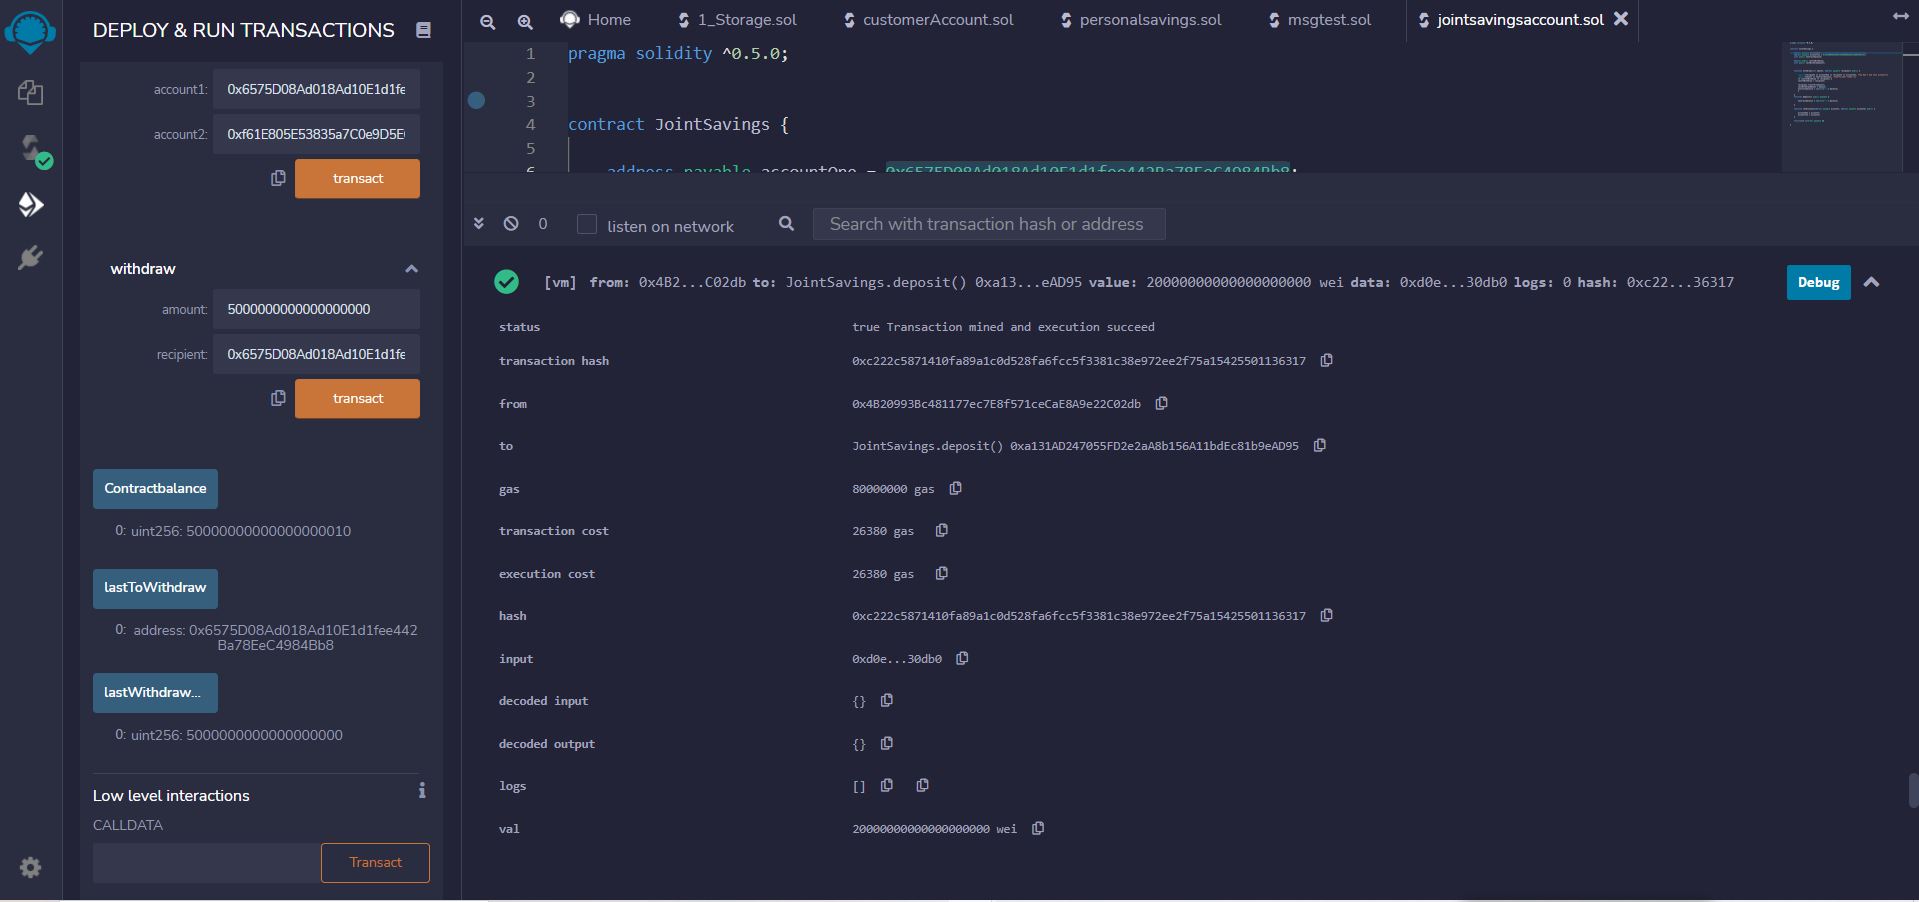 DEPLOY & RUN TRANSACTIONS
account1: 0x6575D08Ad018Ad10E1d1fe
account2: 0xf61E805E53835a7C0e9D5E
transact
withdraw
amount: 5000000000000000000
recipient: 0x6575D08Ad018Ad10E1d1fe
transact
Contractbalance
0: uint256: 50000000000000000010
lastToWithdraw
0: address: 0x6575D08Ad018Ad10E1d1fee442
Ba78EeC4984Bb8
lastWithdraw...
0: uint256: 5000000000000000000
Low level interactions
CALLDATA
Transact
Home 1_Storage.sol customerAccount.sol personalsavings.sol msgtest.sol jointsavingsaccount.sol
1 pragma solidity ^0.5.0;
2
3
4 contract JointSavings {
5
6 address payable accountOne = 0x6575D08Ad018Ad10E1d1fee442Ba78EeC4984Bb8;
0 listen on network Search with transaction hash or address
[vm] from: 0x4B2...C02db to: JointSavings.deposit() 0xa13...eAD95 value: 20000000000000000000 wei data: 0xd0e...30db0 logs: 0 hash: 0xc22...36317 Debug
status true Transaction mined and execution succeed
transaction hash 0xc222c5871410fa89a1c0d528fa6fcc5f3381c38e972ee2f75a15425501136317
from 0x4B20993Bc481177ec7E8f571ceCaE8A9e22C02db
to JointSavings.deposit() 0xa131AD247055FD2e2aA8b156A11bdEc81b9eAD95
gas 80000000 gas
transaction cost 26380 gas
execution cost 26380 gas
hash 0xc222c5871410fa89a1c0d528fa6fcc5f3381c38e972ee2f75a15425501136317
input 0xd0e...30db0
decoded input {}
decoded output {}
logs []
val 20000000000000000000 wei